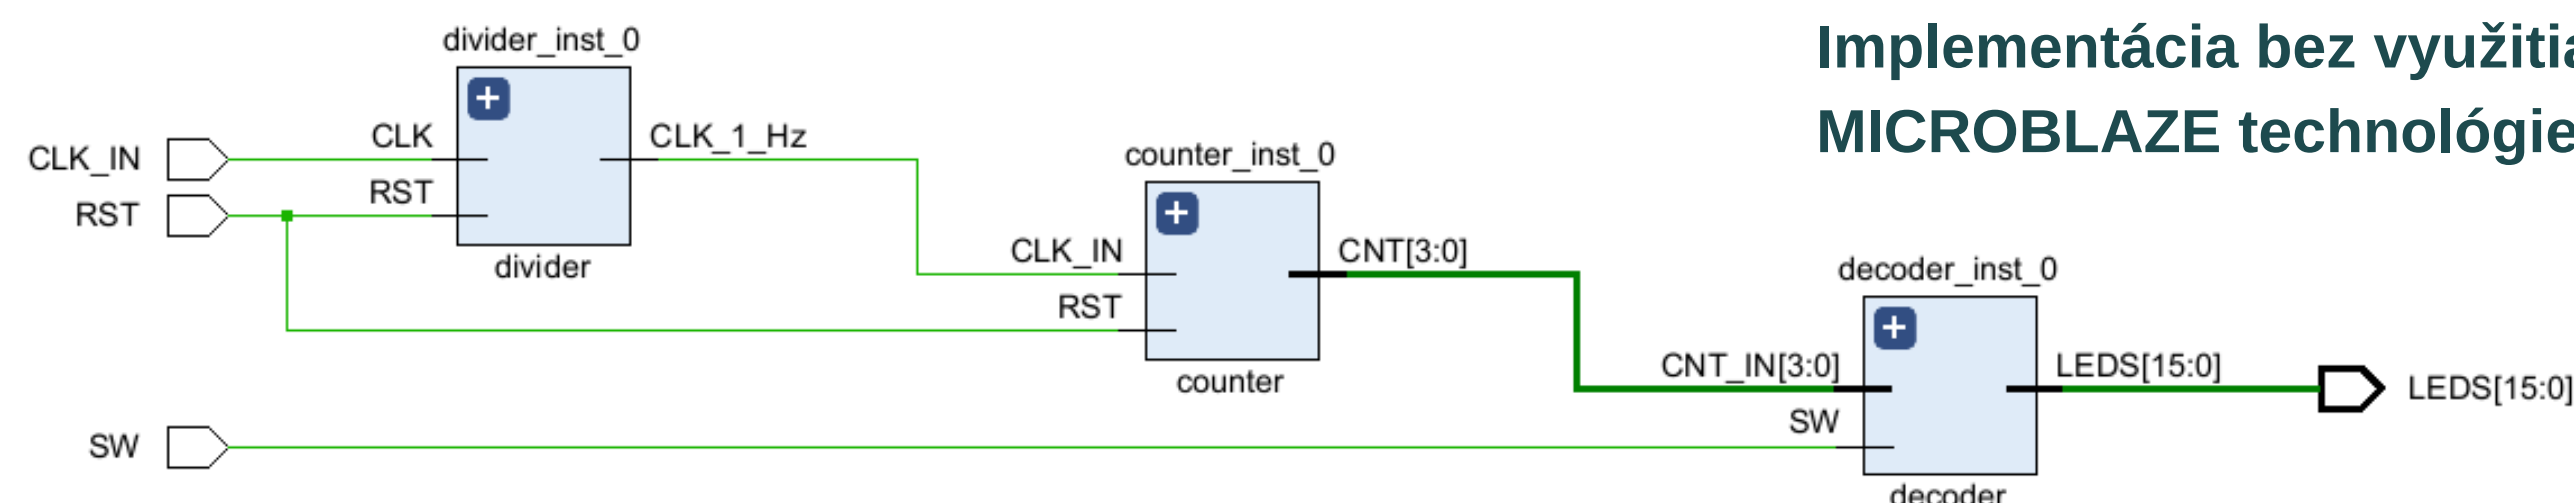 divider_inst_0
Implementácia bez využitia
MICROBLAZE technológie
CLK
CLK_1_Hz
CLK_IN
RST
RST
divider
counter_inst_0
CLK_IN
CNT[3:0]
RST
counter
decoder_inst_0
CNT_IN[3:0]
LEDS[15:0]
LEDS[15:0]
SW
SW
decoder